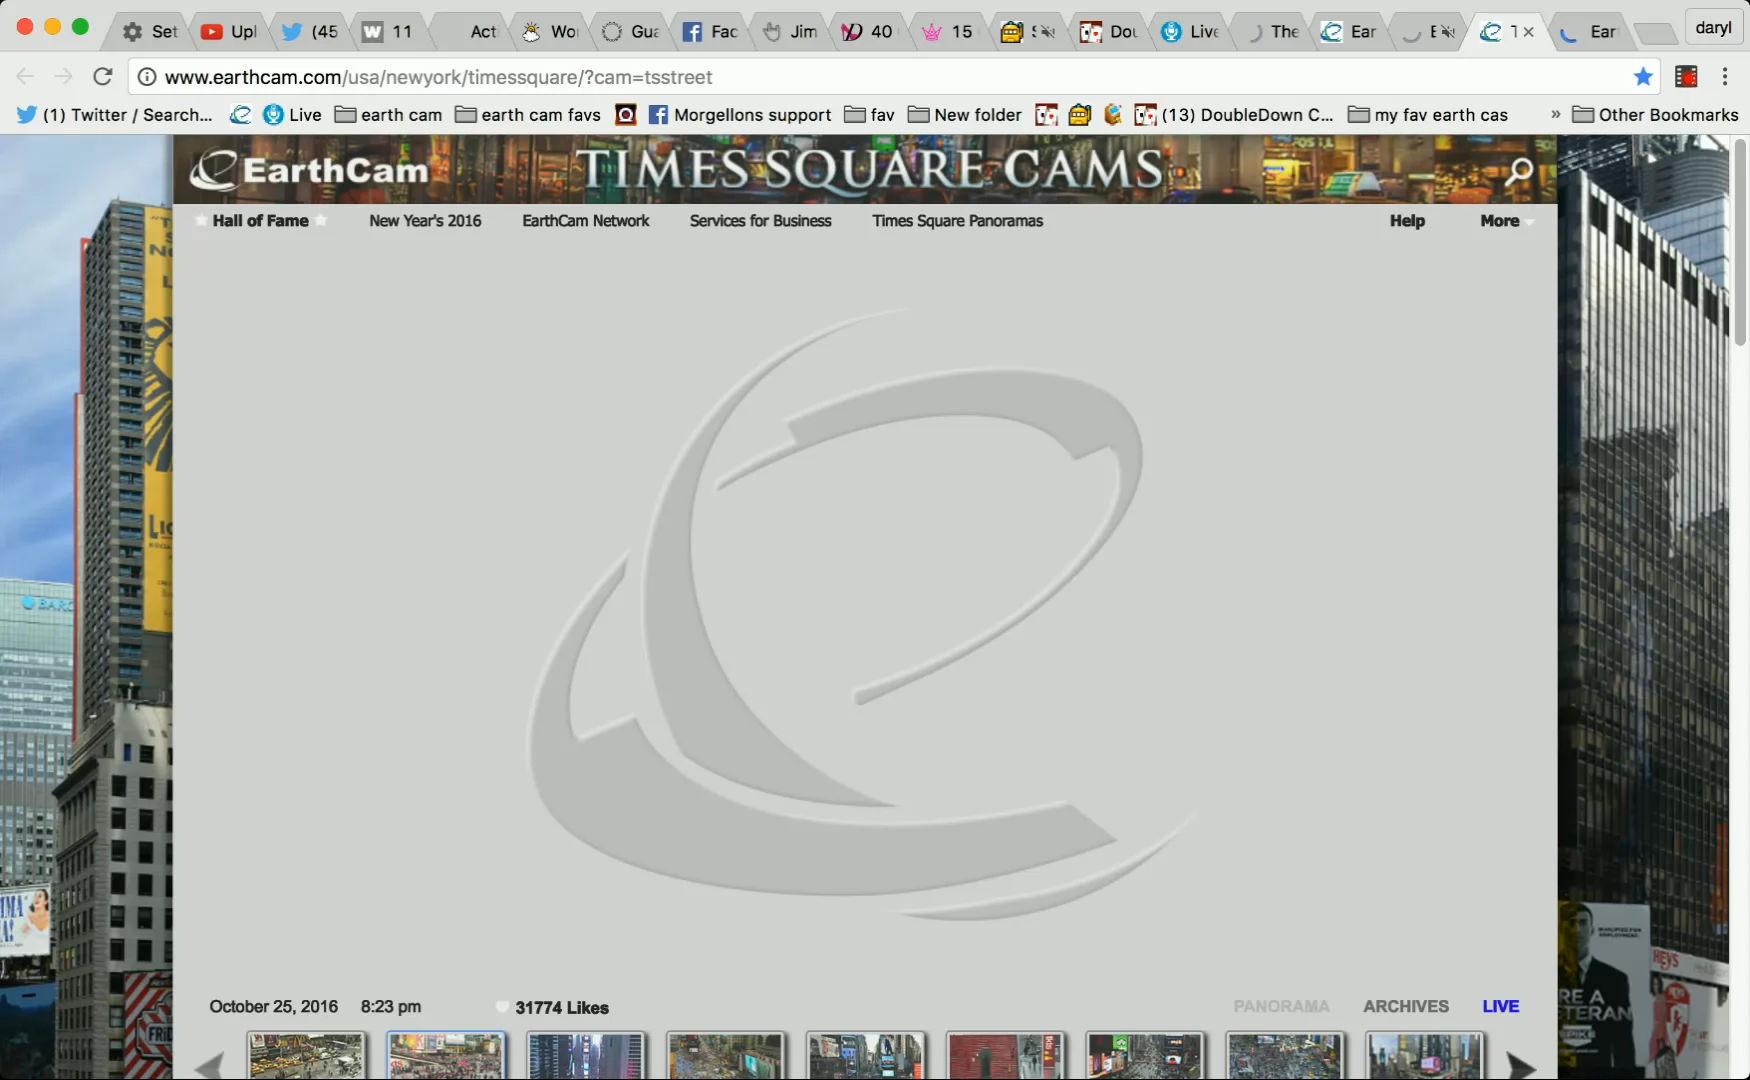 Set Upl (45 11 Acti Wo Gua Fac Jim 40 15 S Dou Live The Ear E T Ear daryl
www.earthcam.com/usa/newyork/timessquare/?cam=tsstreet
(1) Twitter / Search... Live earth cam earth cam favs Morgellons support fav New folder (13) DoubleDown C... my fav earth cas » Other Bookmarks
EarthCam TIMES SQUARE CAMS
Hall of Fame New Year's 2016 EarthCam Network Services for Business Times Square Panoramas Help More
October 25, 2016 8:23 pm 31774 Likes PANORAMA ARCHIVES LIVE